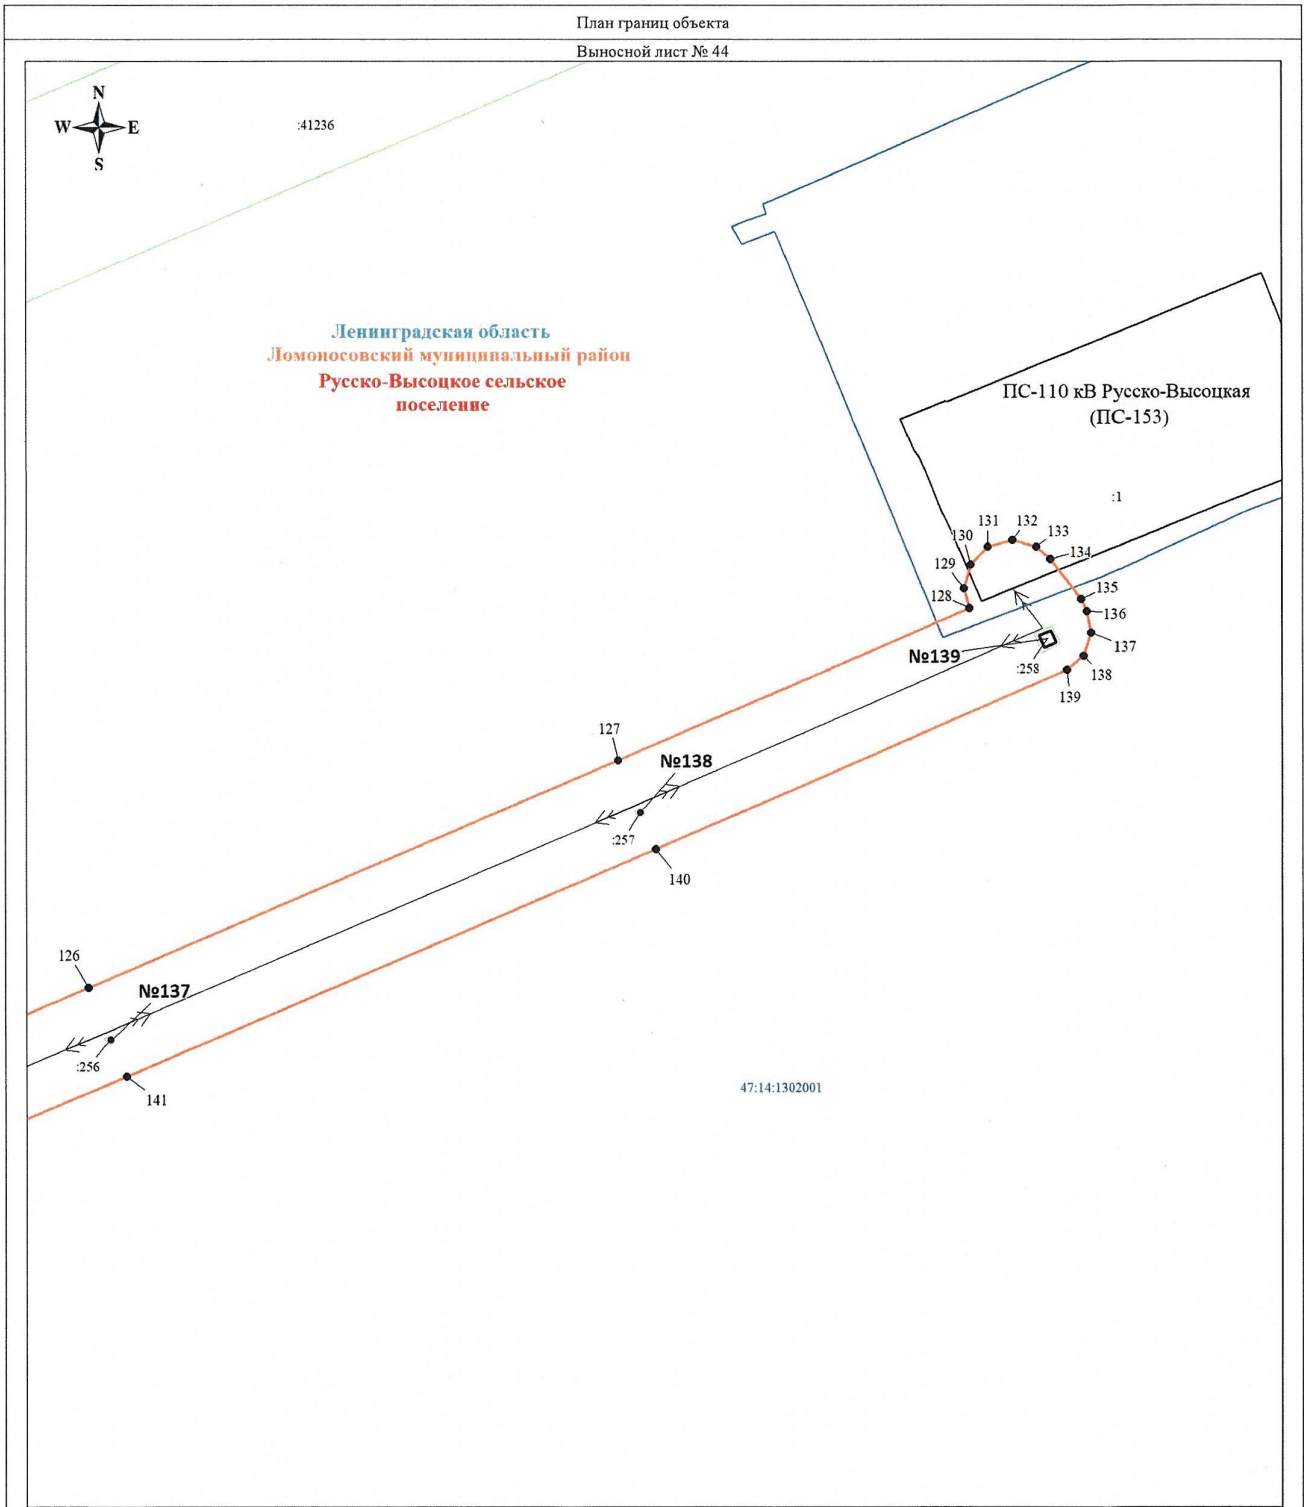 План границ объекта
Выносной лист № 44
N
W E
S
:41236
Ленинградская область
Ломоносовский муниципальный район
Русско-Высоцкое сельское
поселение
ПС-110 кВ Русско-Высоцкая
(ПС-153)
:1
132
131
133
130
134
129
135
128
136
137
№139
:258
138
139
127
№138
:257
140
126
№137
:256
47:14:1302001
141